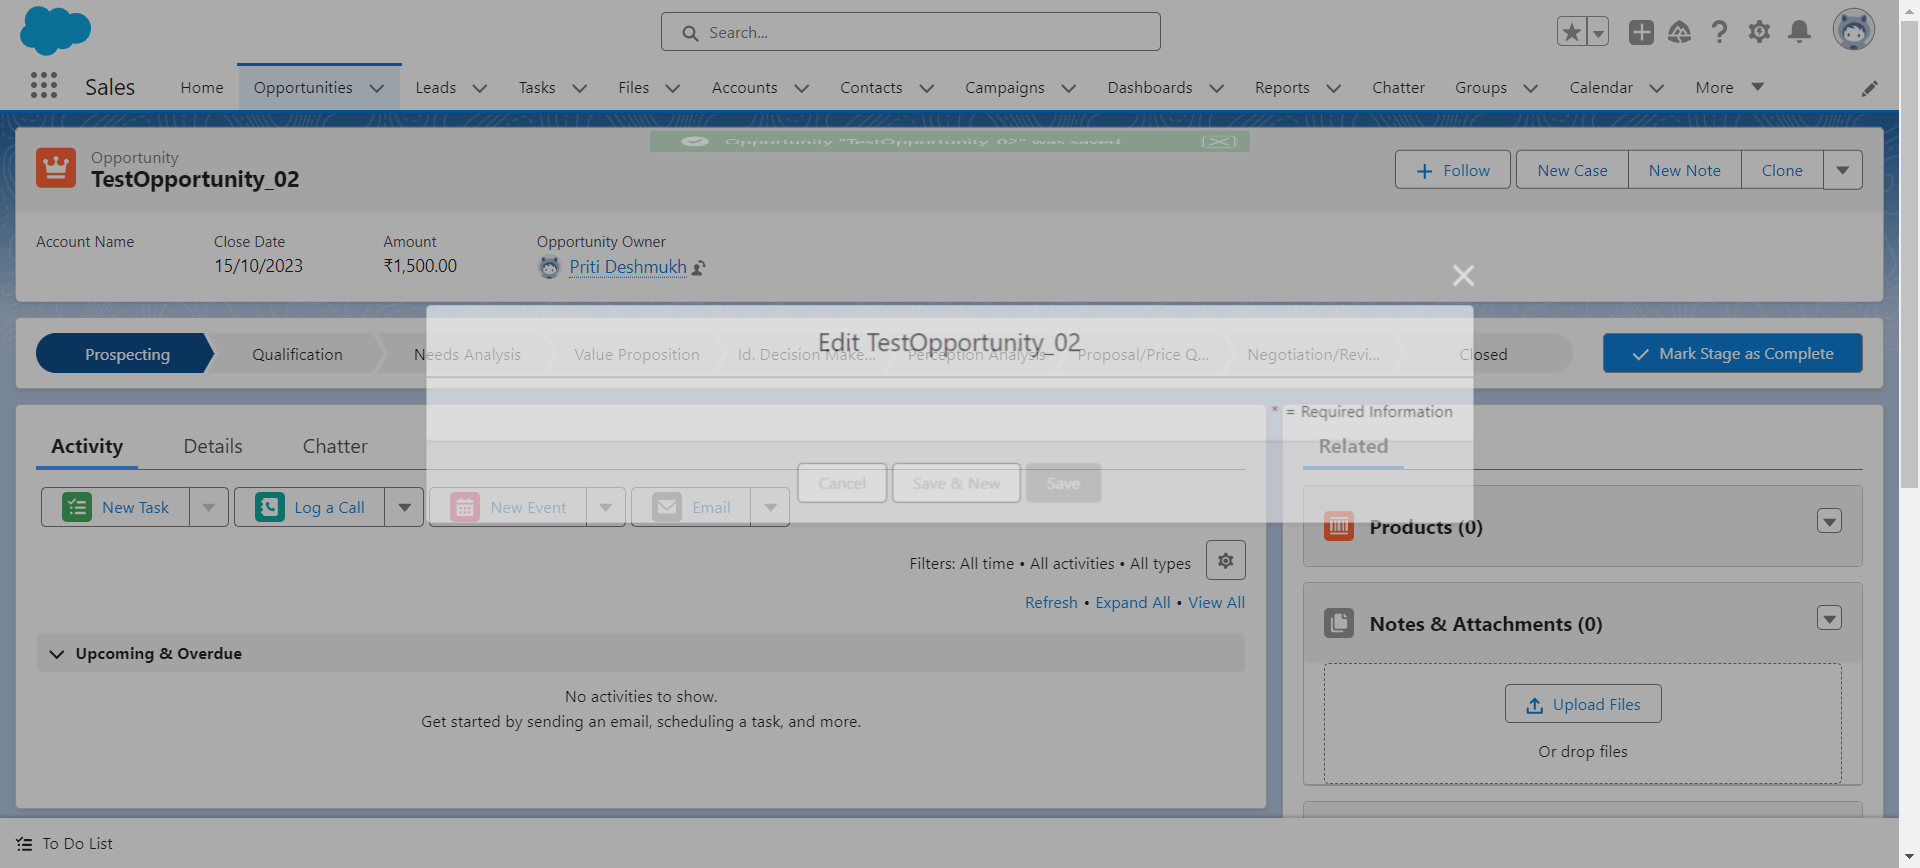 Search...
Sales
Home
Opportunities
Leads
Tasks
Files
Accounts
Contacts
Campaigns
Dashboards
Reports
Chatter
Groups
Calendar
More
Opportunity "TestOpportunity_02" was saved.
Opportunity
TestOpportunity_02
Follow
New Case
New Note
Clone
Account Name
Close Date
Amount
Opportunity Owner
15/10/2023
₹1,500.00
Priti Deshmukh
Edit TestOpportunity_02
Prospecting
Qualification
Needs Analysis
Value Proposition
Id. Decision Make...
Perception Analysis
Proposal/Price Q...
Negotiation/Revi...
Closed
Mark Stage as Complete
* = Required Information
Activity
Details
Chatter
Related
Cancel
Save & New
Save
New Task
Log a Call
New Event
Email
Products (0)
Filters: All time • All activities • All types
Refresh • Expand All • View All
Notes & Attachments (0)
Upcoming & Overdue
No activities to show.
Get started by sending an email, scheduling a task, and more.
Upload Files
Or drop files
To Do List